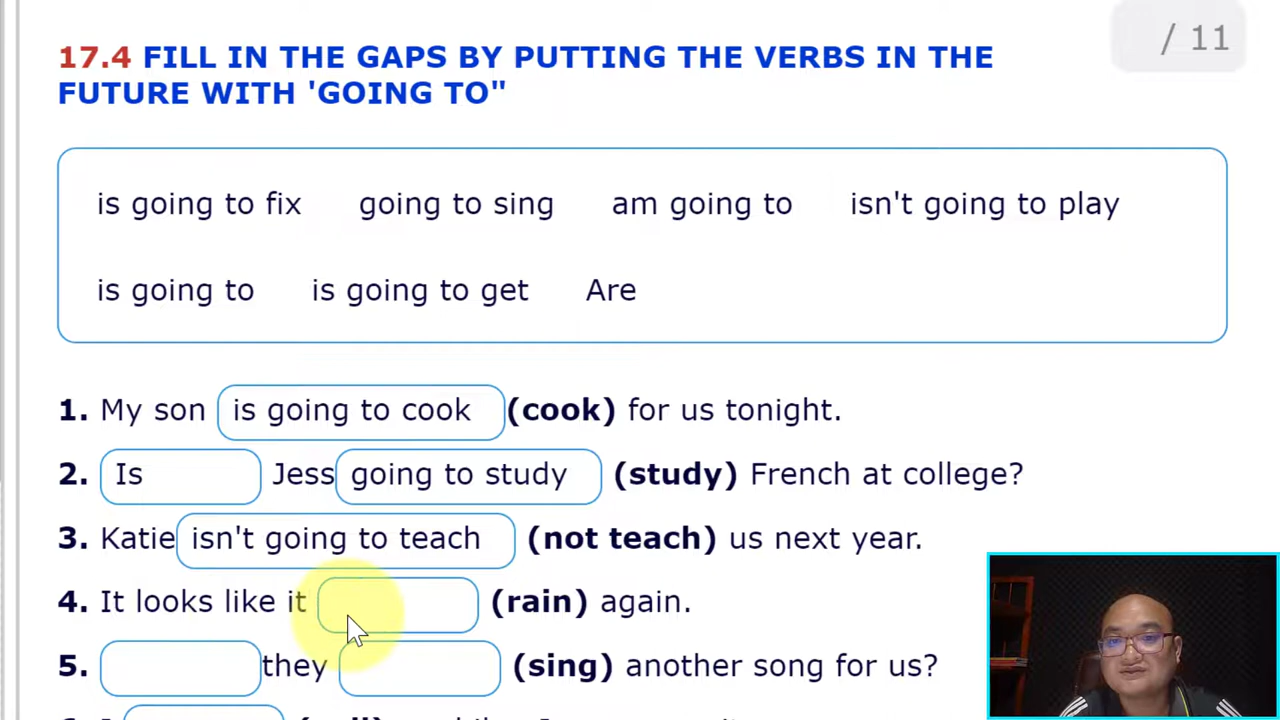 / 11
17.4 FILL IN THE GAPS BY PUTTING THE VERBS IN THE
FUTURE WITH 'GOING TO"
is going to fix going to sing am going to isn't going to play
is going to is going to get Are
1. My son is going to cook (cook) for us tonight.
2. Is Jess going to study (study) French at college?
3. Katie isn't going to teach (not teach) us next year.
4. It looks like it (rain) again.
5. they (sing) another song for us?